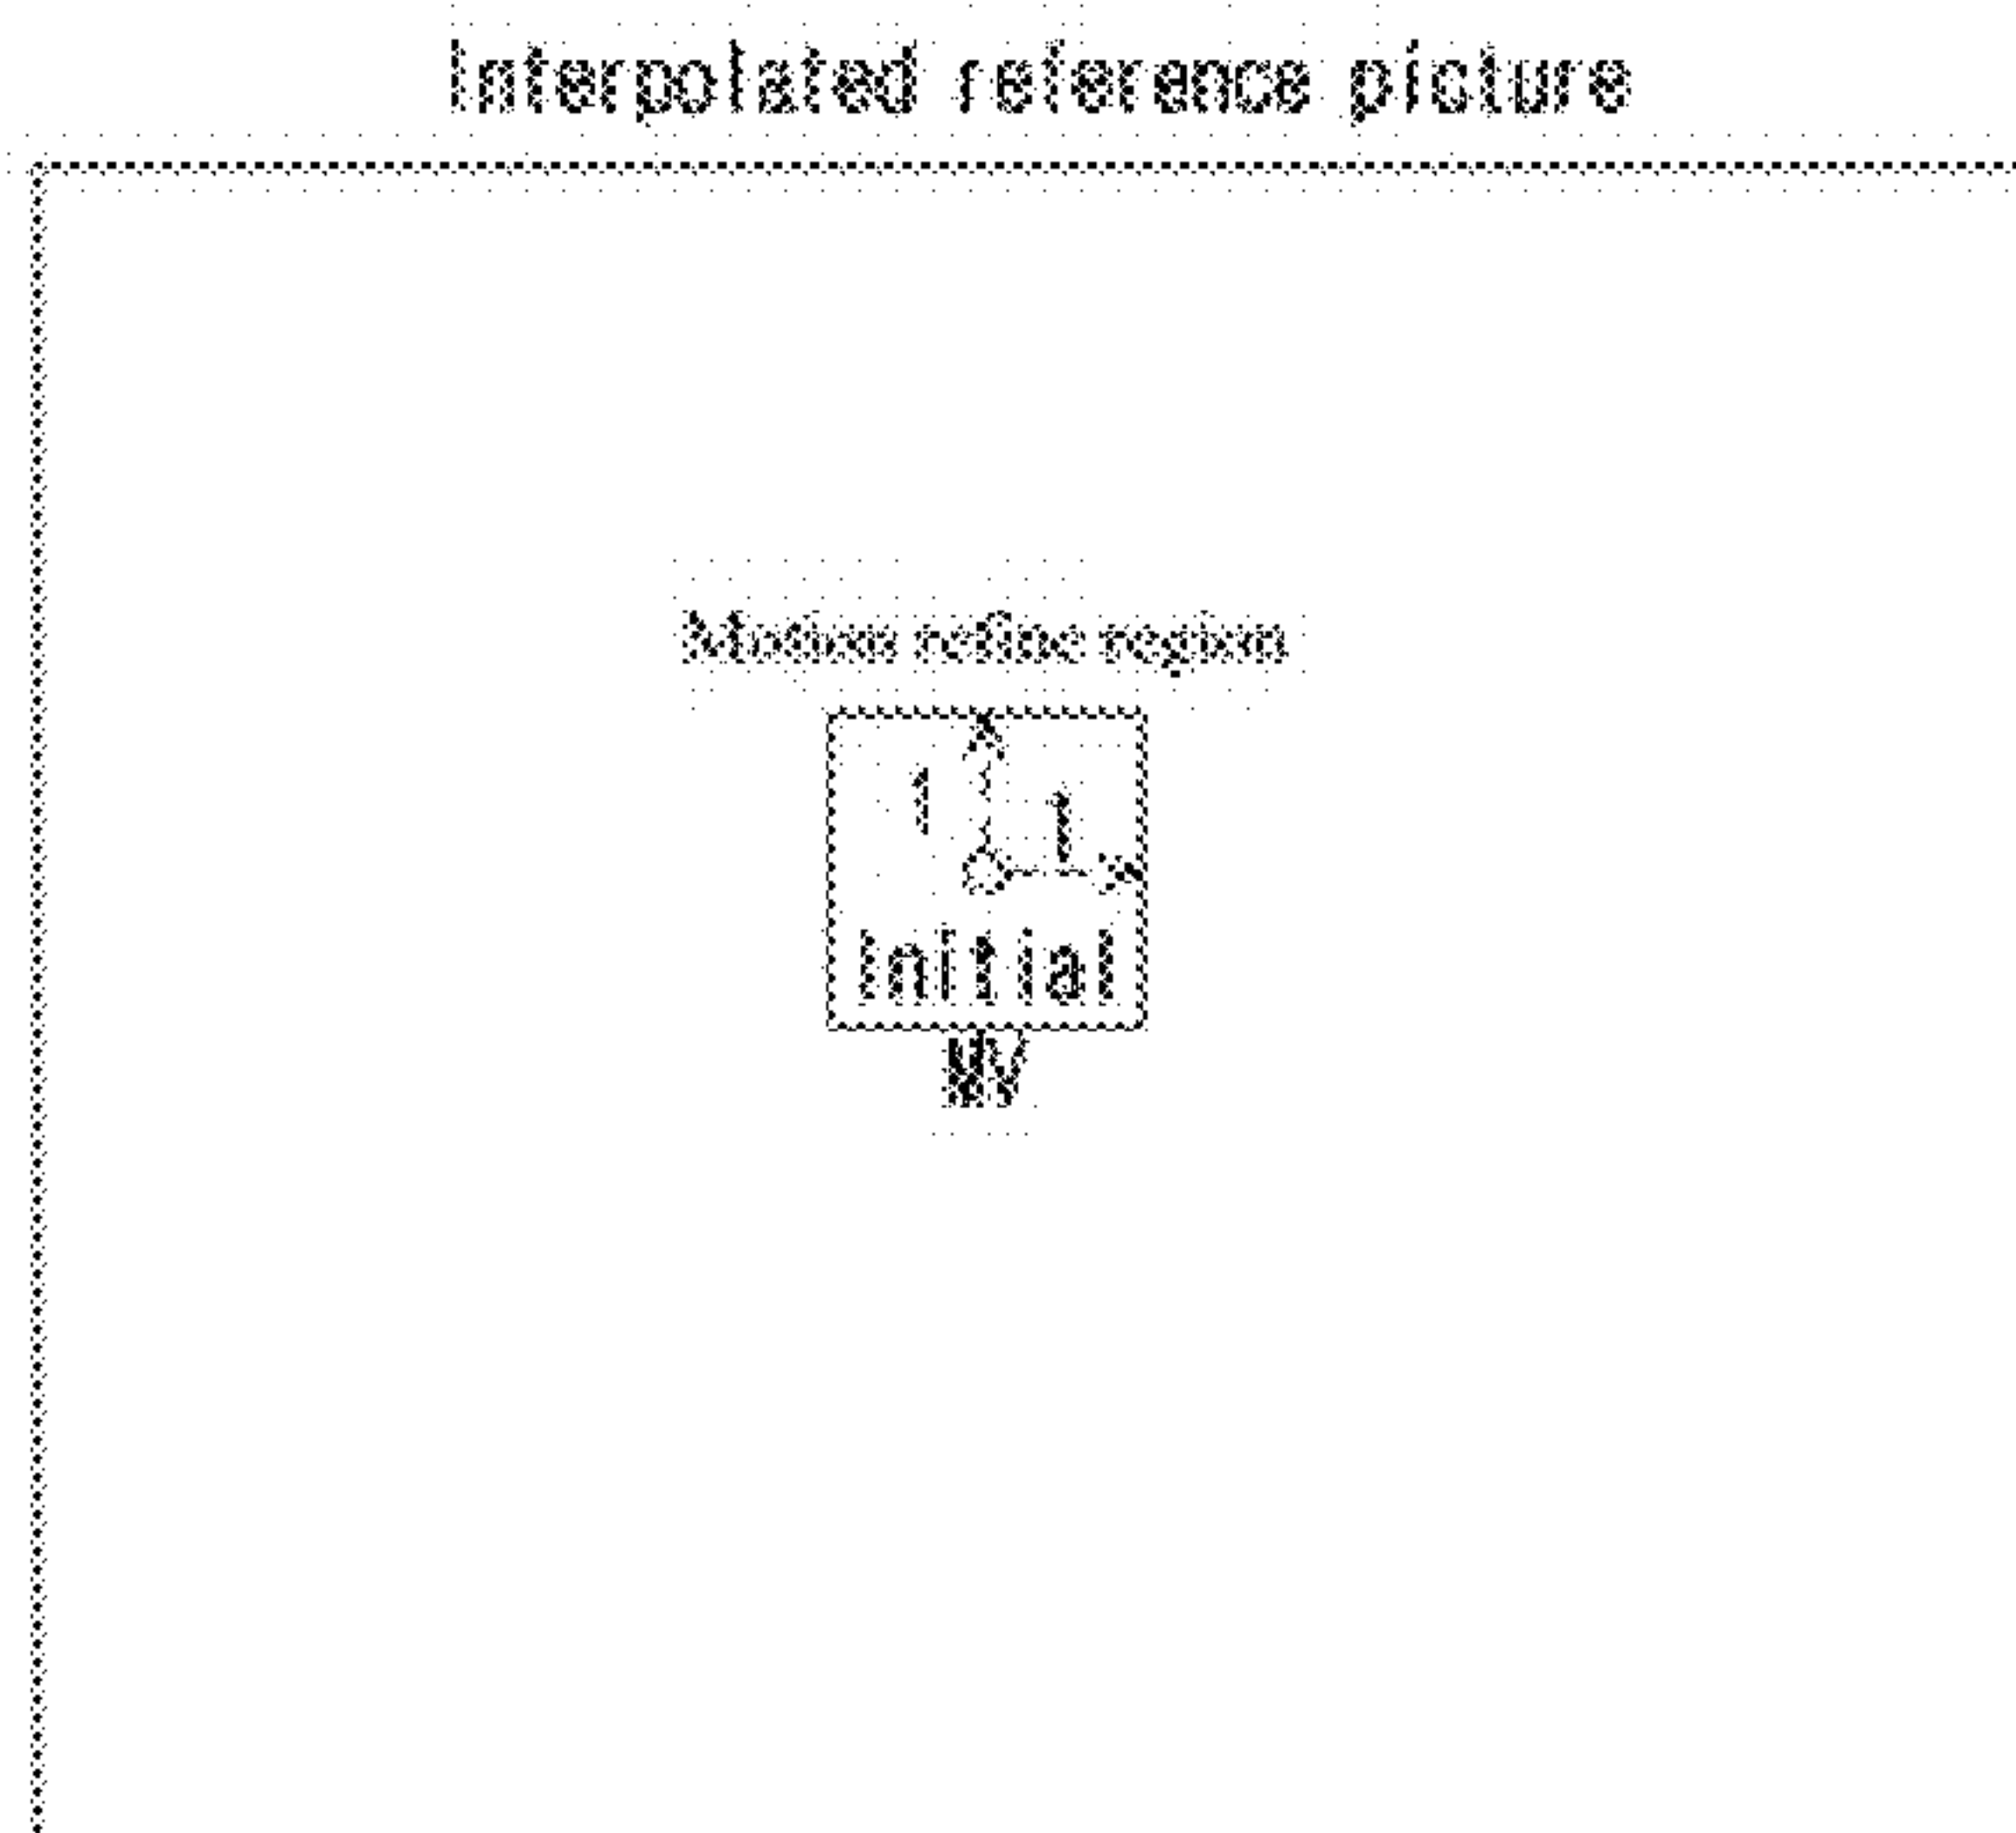 Interpolated reference picture
Motion refine region
1
1
Initial
MV